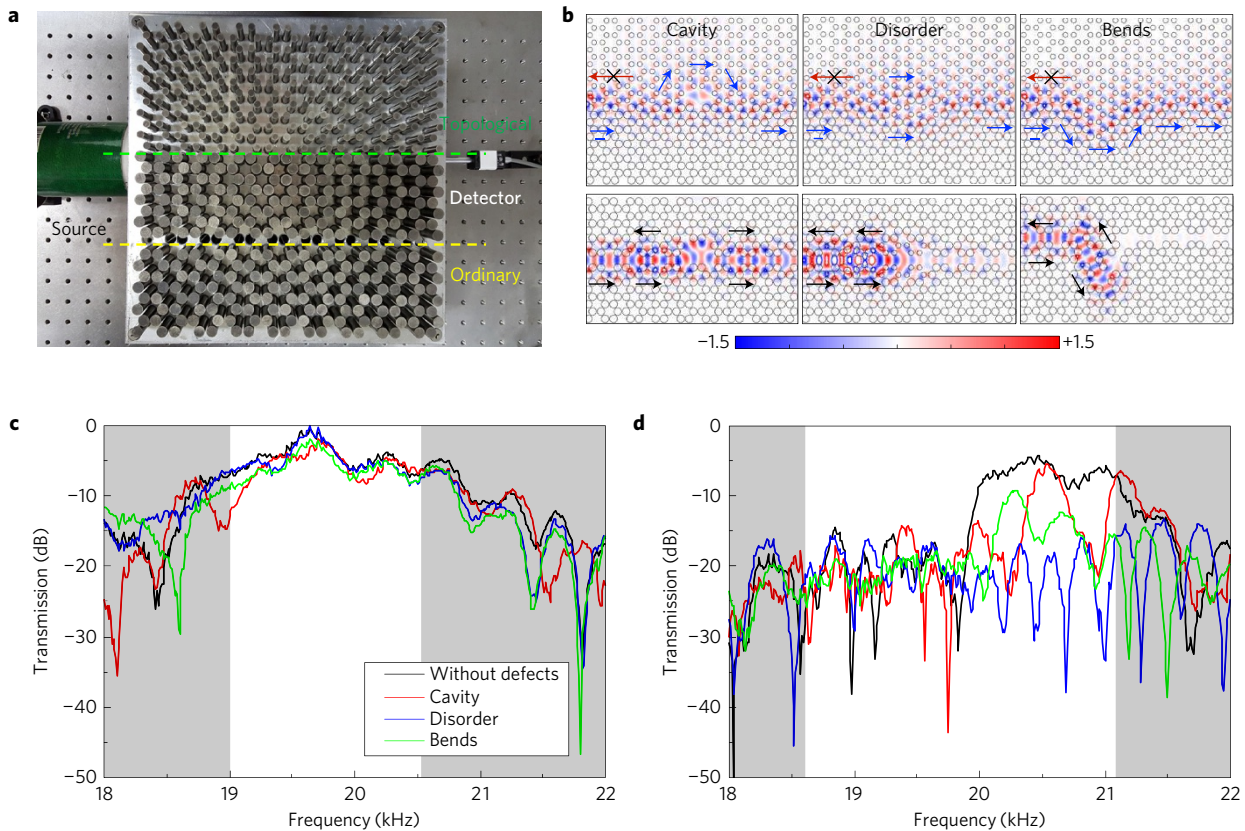 a
Topological
Detector
Source
Ordinary
b
Cavity
Disorder
Bends
−1.5
+1.5
c
0
−10
−20
−30
−40
−50
Transmission (dB)
Without defects
Cavity
Disorder
Bends
18
19
20
21
22
Frequency (kHz)
d
0
−10
−20
−30
−40
−50
Transmission (dB)
18
19
20
21
22
Frequency (kHz)